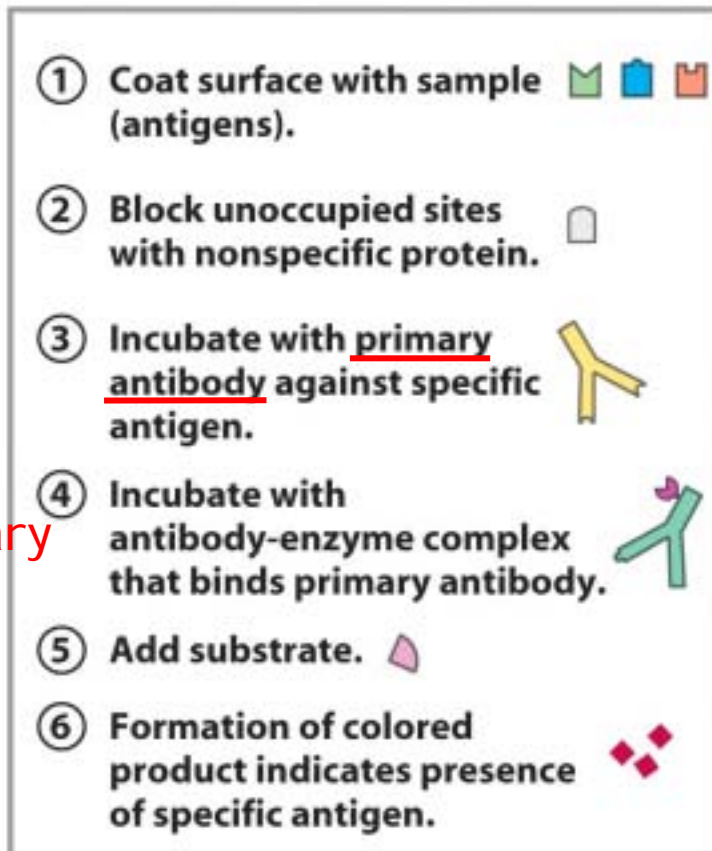 ① Coat surface with sample
(antigens).
② Block unoccupied sites
with nonspecific protein.
③ Incubate with primary
antibody against specific
antigen.
④ Incubate with
antibody-enzyme complex
that binds primary antibody.
⑤ Add substrate.
⑥ Formation of colored
product indicates presence
of specific antigen.